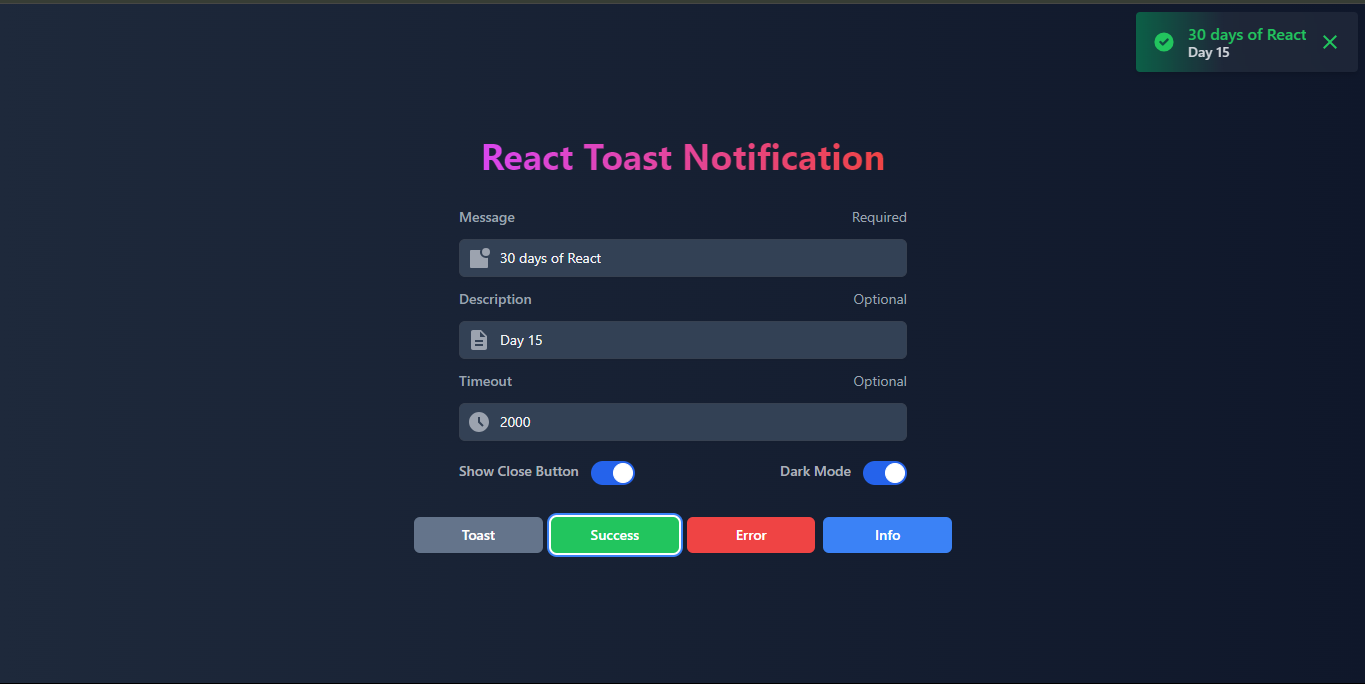 30 days of React
Day 15
React Toast Notification
Message Required
30 days of React
Description Optional
Day 15
Timeout Optional
2000
Show Close Button Dark Mode
Toast Success Error Info